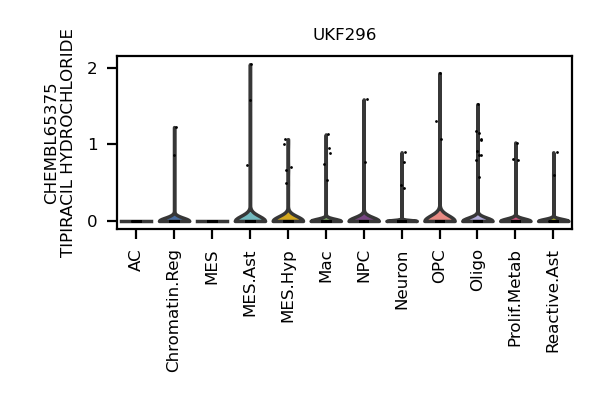 UKF296
CHEMBL65375
TIPIRACIL HYDROCHLORIDE
2
1
0
AC
Chromatin.Reg
MES
MES.Ast
MES.Hyp
Mac
NPC
Neuron
OPC
Oligo
Prolif.Metab
Reactive.Ast